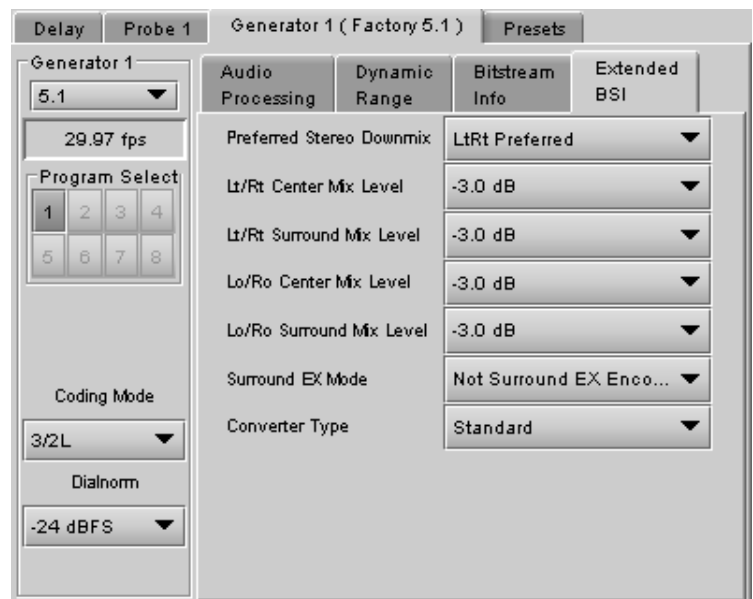 Delay
Probe 1
Generator 1 ( Factory 5.1 )
Presets
Generator 1
5.1
29.97 fps
Program Select
1 2 3 4
5 6 7 8
Coding Mode
3/2L
Dialnorm
-24 dBFS
Audio
Processing
Dynamic
Range
Bitstream
Info
Extended
BSI
Preferred Stereo Downmix
LtRt Preferred
Lt/Rt Center Mix Level
-3.0 dB
Lt/Rt Surround Mix Level
-3.0 dB
Lo/Ro Center Mix Level
-3.0 dB
Lo/Ro Surround Mix Level
-3.0 dB
Surround EX Mode
Not Surround EX Enco...
Converter Type
Standard